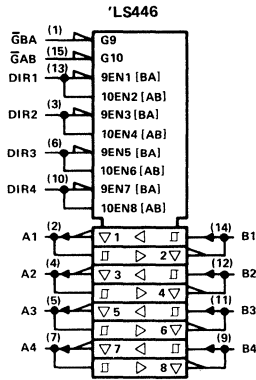 'LS446
G̅BA (1) G9
G̅AB (15) G10
DIR1 (13) 9EN1 [BA]
10EN2 [AB]
DIR2 (3) 9EN3 [BA]
10EN4 [AB]
DIR3 (6) 9EN5 [BA]
10EN6 [AB]
DIR4 (10) 9EN7 [BA]
10EN8 [AB]
A1 (2) ▽ 1 ◁ (14) B1
▷ 2 ▽
A2 (4) ▽ 3 ◁ (12) B2
▷ 4 ▽
A3 (5) ▽ 5 ◁ (11) B3
▷ 6 ▽
A4 (7) ▽ 7 ◁ (9) B4
▷ 8 ▽